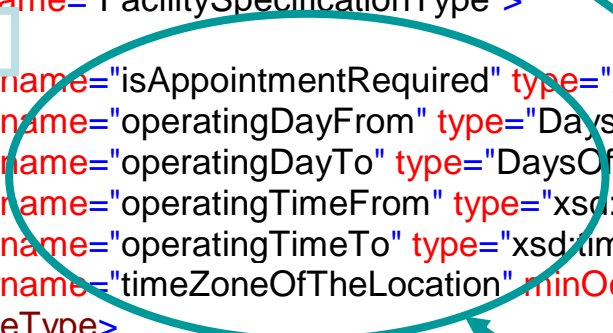 ame="FacilitySpecificationType">
name="isAppointmentRequired" type="
name="operatingDayFrom" type="Days
name="operatingDayTo" type="DaysOf
name="operatingTimeFrom" type="xsd:
name="operatingTimeTo" type="xsd:tim
name="timeZoneOfTheLocation" minOc
eType>